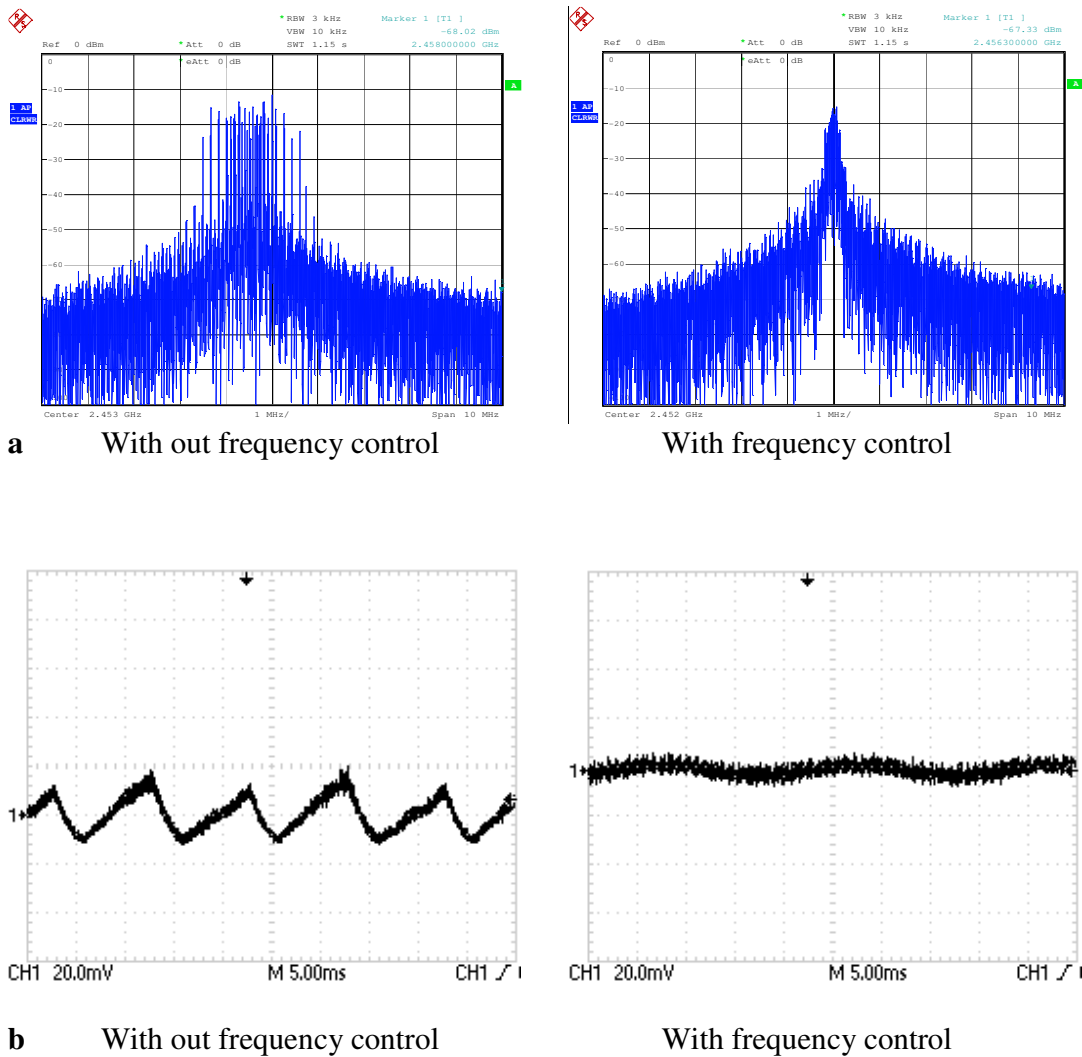 R S
* RBW 3 kHz Marker 1 [T1 ]
VBW 10 kHz -68.02 dBm
Ref 0 dBm * Att 0 dB SWT 1.15 s 2.458000000 GHz
0 * eAtt 0 dB
A
-10
1 AP
CLRWR
-20
-30
-40
-50
-60
Center 2.453 GHz 1 MHz/ Span 10 MHz
R S
* RBW 3 kHz Marker 1 [T1 ]
VBW 10 kHz -67.33 dBm
Ref 0 dBm * Att 0 dB SWT 1.15 s 2.456300000 GHz
0 * eAtt 0 dB
A
-10
1 AP
CLRWR
-20
-30
-40
-50
-60
Center 2.452 GHz 1 MHz/ Span 10 MHz
a With out frequency control With frequency control
1
CH1 20.0mV M 5.00ms CH1
1
CH1 20.0mV M 5.00ms CH1
b With out frequency control With frequency control